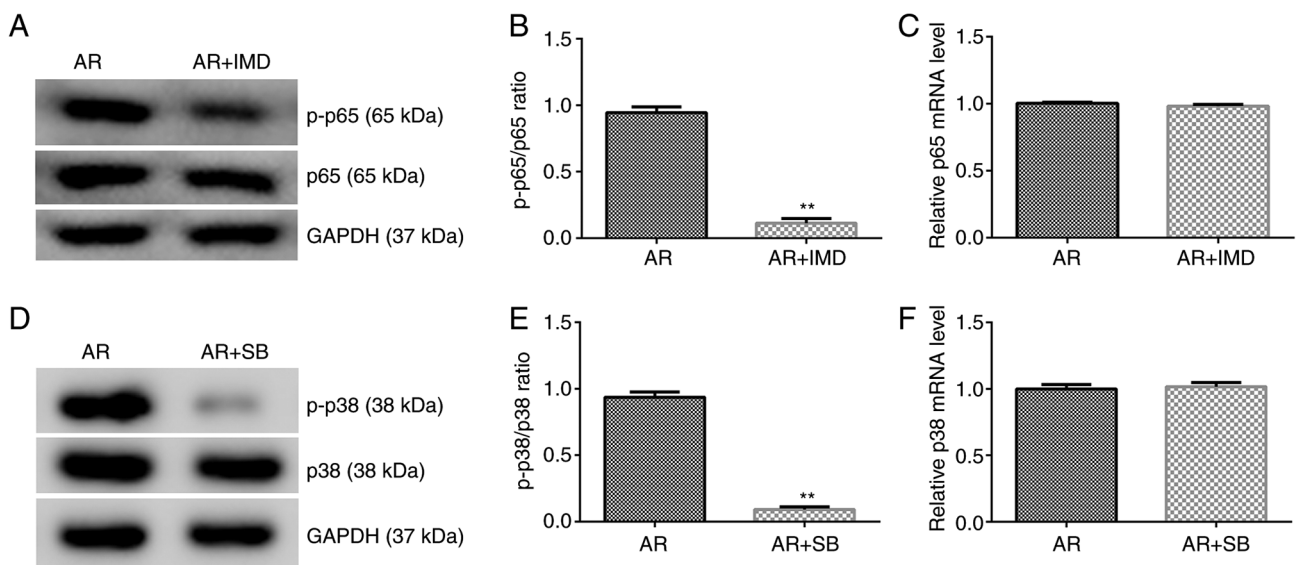 A
AR AR+IMD
p-p65 (65 kDa)
p65 (65 kDa)
GAPDH (37 kDa)
B
p-p65/p65 ratio
1.5
1.0
0.5
0.0
**
AR AR+IMD
C
Relative p65 mRNA level
1.5
1.0
0.5
0.0
AR AR+IMD
D
AR AR+SB
p-p38 (38 kDa)
p38 (38 kDa)
GAPDH (37 kDa)
E
p-p38/p38 ratio
1.5
1.0
0.5
0.0
**
AR AR+SB
F
Relative p38 mRNA level
1.5
1.0
0.5
0.0
AR AR+SB